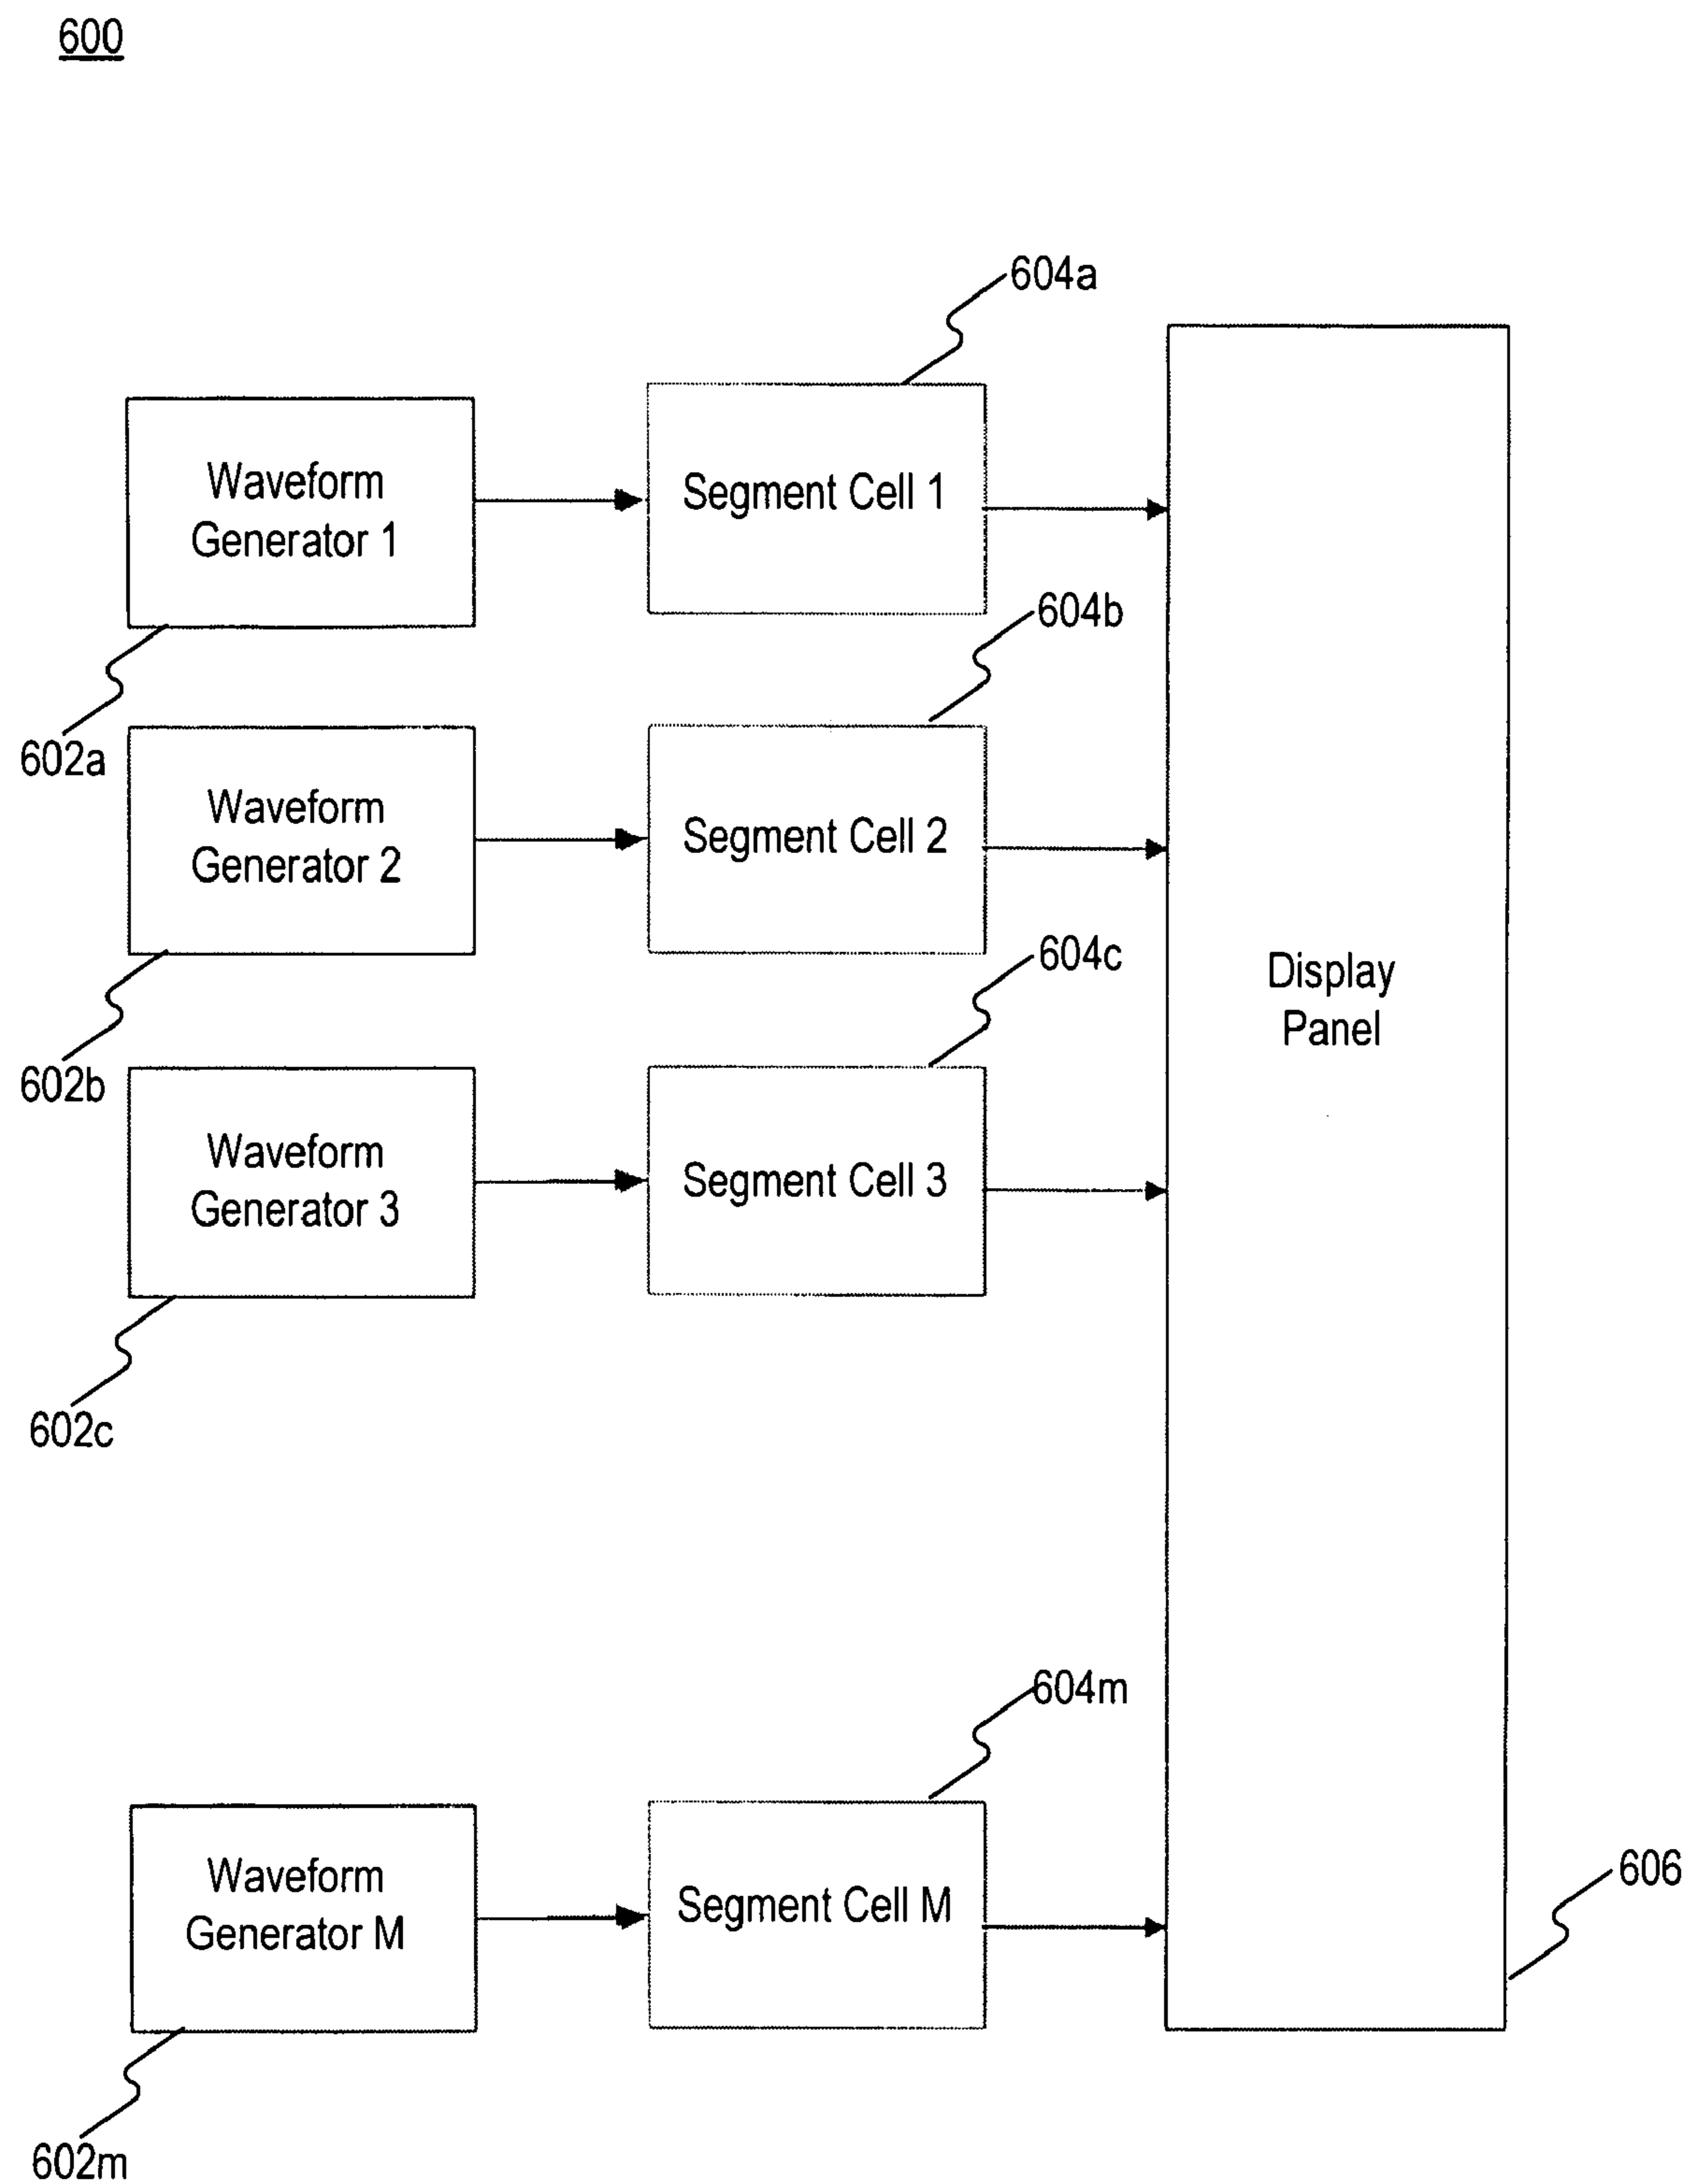 600
604a
Waveform
Generator 1
Segment Cell 1
604b
602a
Waveform
Generator 2
Segment Cell 2
604c
602b
Display
Panel
Waveform
Generator 3
Segment Cell 3
602c
604m
606
Waveform
Generator M
Segment Cell M
602m